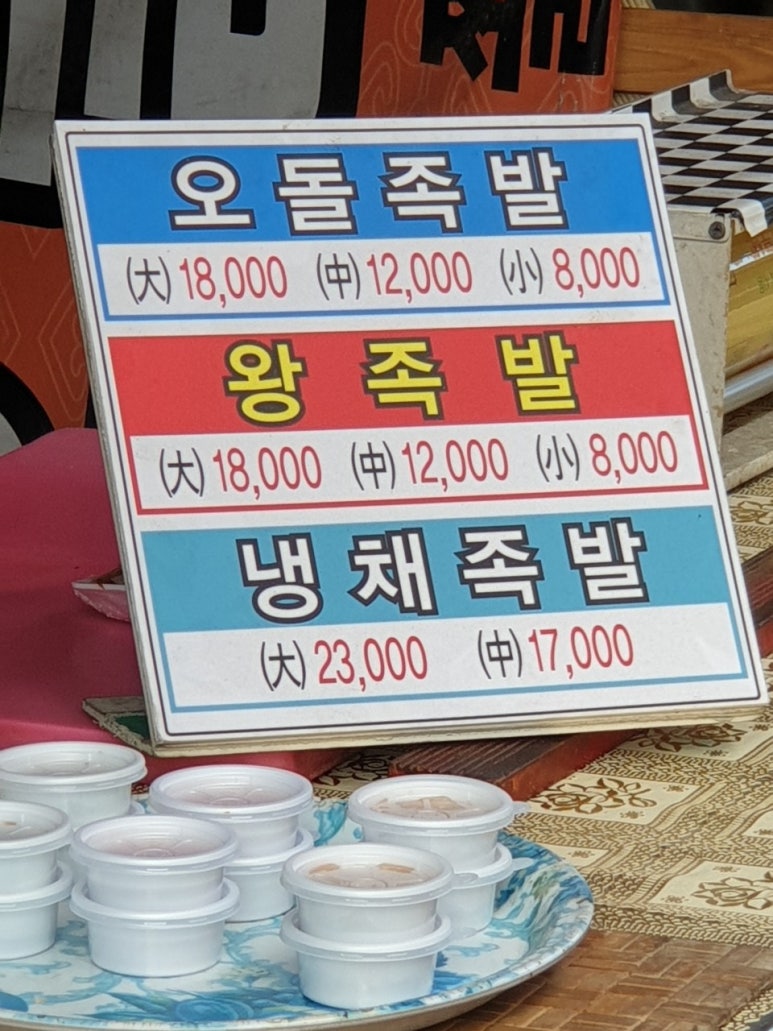 오돌족발
(大) 18,000 (中) 12,000 (小) 8,000
왕족발
(大) 18,000 (中) 12,000 (小) 8,000
냉채족발
(大) 23,000 (中) 17,000